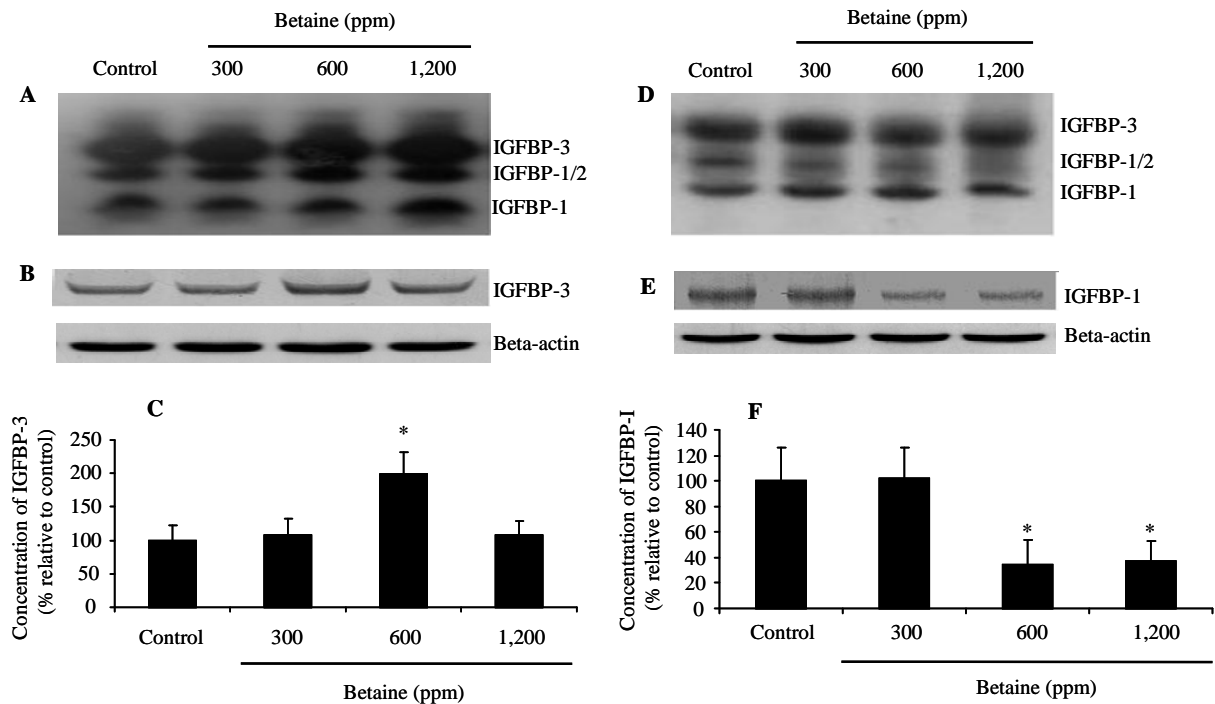 Betaine (ppm)
Control 300 600 1,200
A
IGFBP-3
IGFBP-1/2
IGFBP-1
B
IGFBP-3
Beta-actin
C
Concentration of IGFBP-3
(% relative to control)
250
200
150
100
50
0
*
Control 300 600 1,200
Betaine (ppm)
Betaine (ppm)
Control 300 600 1,200
D
IGFBP-3
IGFBP-1/2
IGFBP-1
E
IGFBP-1
Beta-actin
F
Concentration of IGFBP-I
(% relative to control)
140
120
100
80
60
40
20
0
* *
Control 300 600 1,200
Betaine (ppm)